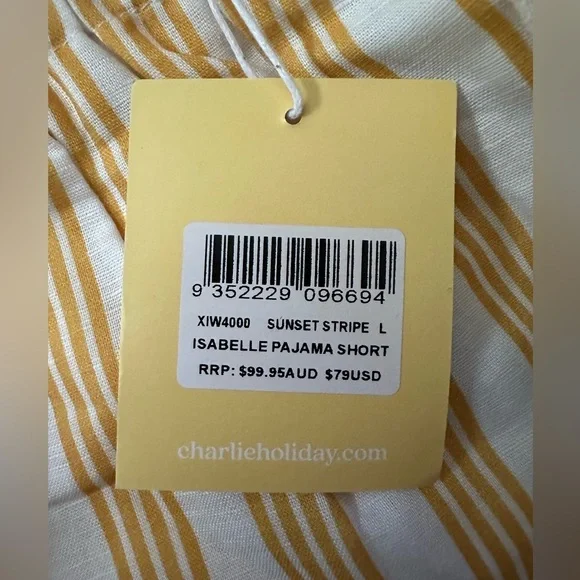 9 352229 096694
XIW4000 SUNSET STRIPE L
ISABELLE PAJAMA SHORT
RRP: $99.95AUD $79USD
charlieholiday.com